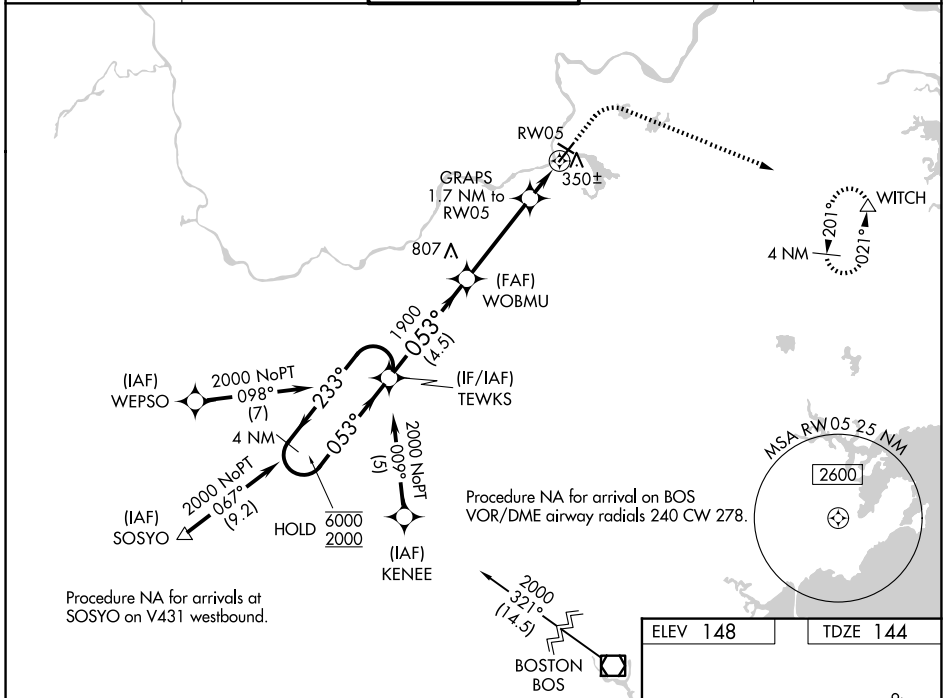 RW05
350±
GRAPS
1.7 NM to
RW05
WITCH
201°
021°
4 NM
807
(FAF)
WOBMU
1900
053°
(4.5)
(IF/IAF)
TEWKS
(IAF)
WEPSO
2000 NoPT
098°
(7)
233°
053°
4 NM
2000 NoPT
009°
(5)
2000 NoPT
067°
(9.2)
(IAF)
SOSYO
HOLD
6000
2000
(IAF)
KENEE
MSA RW05 25 NM
2600
Procedure NA for arrival on BOS
VOR/DME airway radials 240 CW 278.
Procedure NA for arrivals at
SOSYO on V431 westbound.
2000
321°
(14.5)
BOSTON
BOS
ELEV 148
TDZE 144